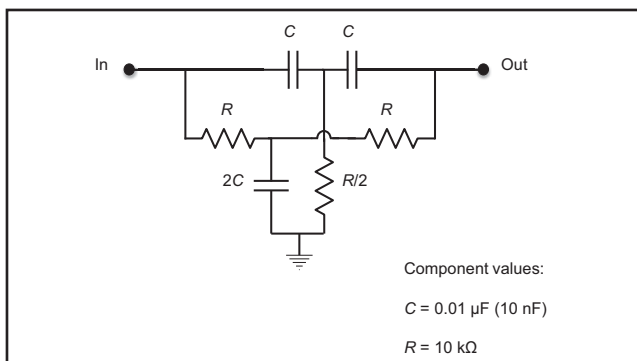 C C
In Out
R R
2C R/2
Component values:
C = 0.01 µF (10 nF)
R = 10 kΩ